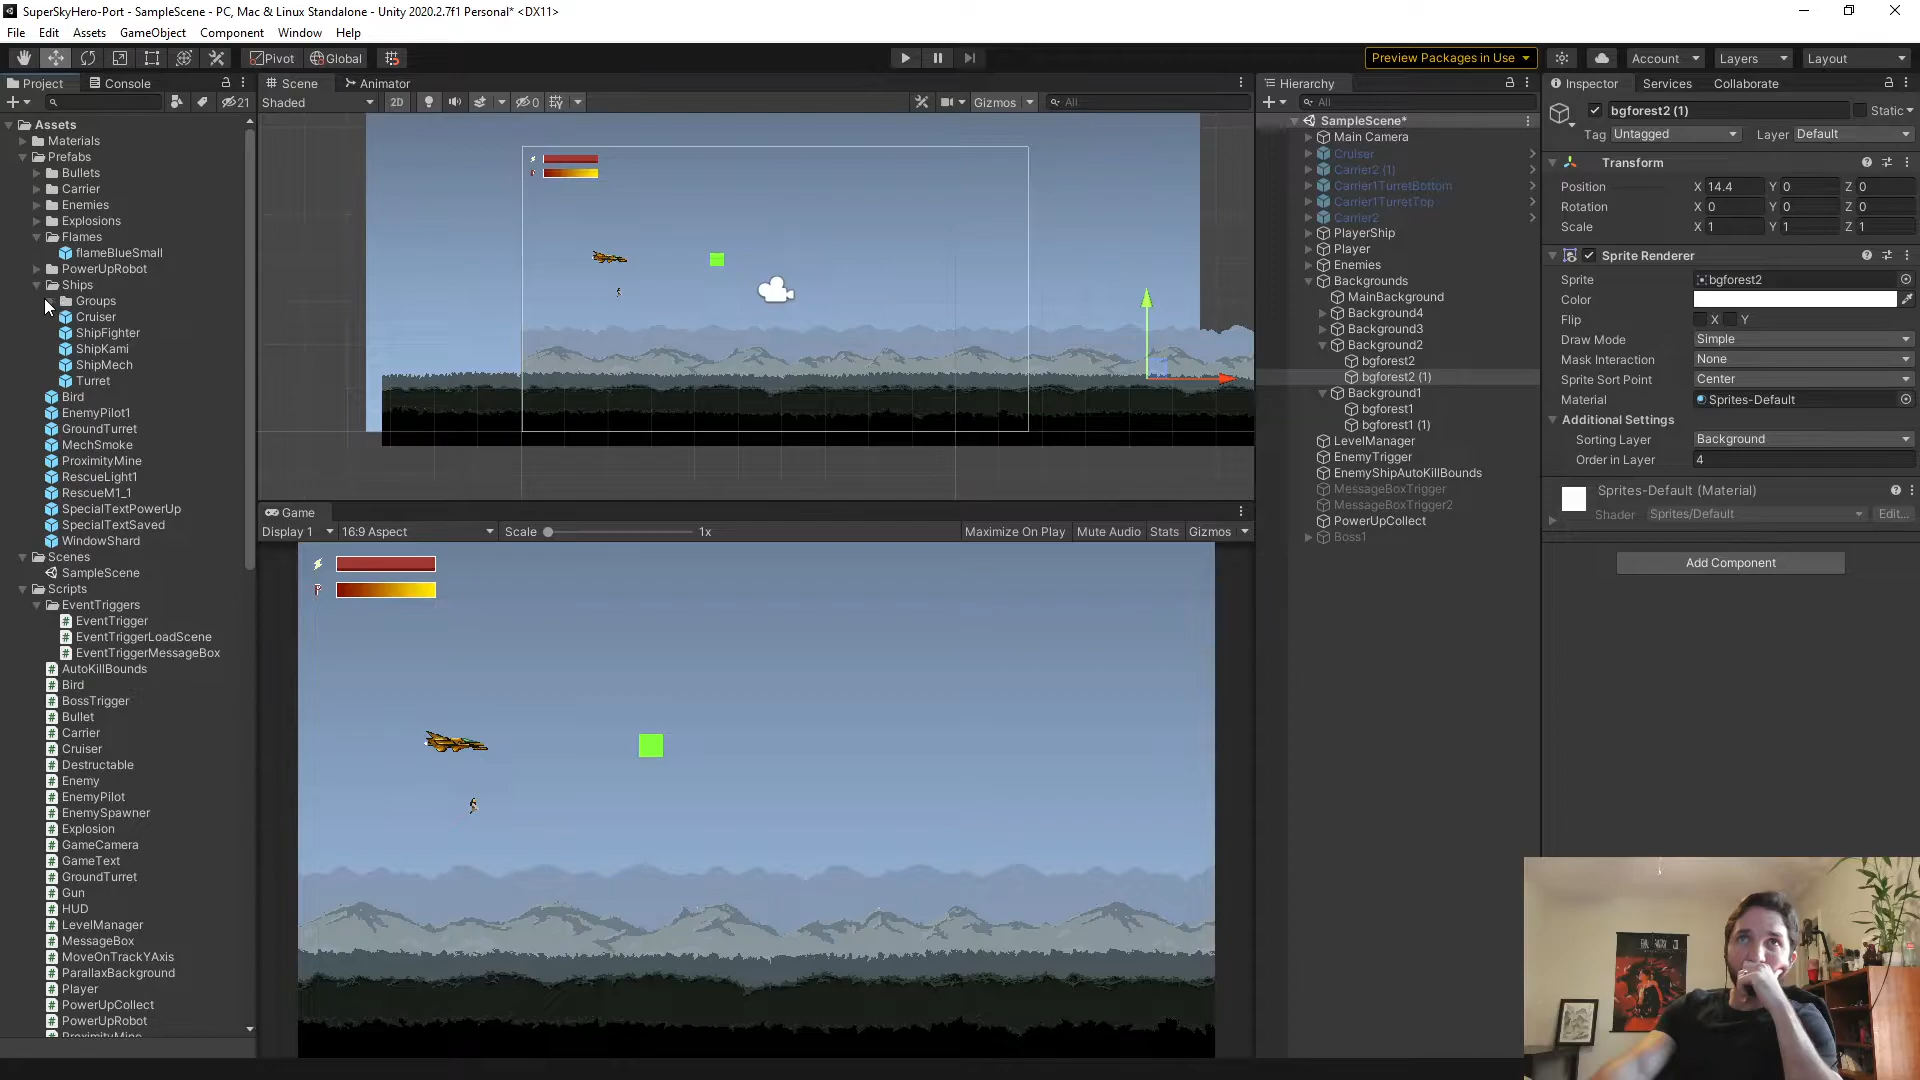 SuperSkyHero-Port - SampleScene - PC, Mac & Linux Standalone - Unity 2020.2.7f1 Personal* <DX11>
File Edit Assets GameObject Component Window Help
Pivot Global Preview Packages in Use Account Layers Layout
Project Console
21
Assets
Materials
Prefabs
Bullets
Carrier
Enemies
Explosions
Flames
flameBlueSmall
PowerUpRobot
Ships
Groups
Cruiser
ShipFighter
ShipKami
ShipMech
Turret
Bird
EnemyPilot1
GroundTurret
MechSmoke
ProximityMine
RescueLight1
RescueM1_1
SpecialTextPowerUp
SpecialTextSaved
WindowShard
Scenes
SampleScene
Scripts
EventTriggers
EventTrigger
EventTriggerLoadScene
EventTriggerMessageBox
AutoKillBounds
Bird
BossTrigger
Bullet
Carrier
Cruiser
Destructable
Enemy
EnemyPilot
EnemySpawner
Explosion
GameCamera
GameText
GroundTurret
Gun
HUD
LevelManager
MessageBox
MoveOnTrackYAxis
ParallaxBackground
Player
PowerUpCollect
PowerUpRobot
ProximityMine
Scene Animator
Shaded 2D 0 Gizmos All
Game
Display 1 16:9 Aspect Scale 1x Maximize On Play Mute Audio Stats Gizmos
Hierarchy
All
SampleScene*
Main Camera
Cruiser
Carrier2 (1)
Carrier1TurretBottom
Carrier1TurretTop
Carrier2
PlayerShip
Player
Enemies
Backgrounds
MainBackground
Background4
Background3
Background2
bgforest2
bgforest2 (1)
Background1
bgforest1
bgforest1 (1)
LevelManager
EnemyTrigger
EnemyShipAutoKillBounds
MessageBoxTrigger
MessageBoxTrigger2
PowerUpCollect
Boss1
Inspector Services Collaborate
bgforest2 (1) Static
Tag Untagged Layer Default
Transform
Position X 14.4 Y 0 Z 0
Rotation X 0 Y 0 Z 0
Scale X 1 Y 1 Z 1
Sprite Renderer
Sprite bgforest2
Color
Flip X Y
Draw Mode Simple
Mask Interaction None
Sprite Sort Point Center
Material Sprites-Default
Additional Settings
Sorting Layer Background
Order in Layer 4
Sprites-Default (Material)
Shader Sprites/Default Edit...
Add Component